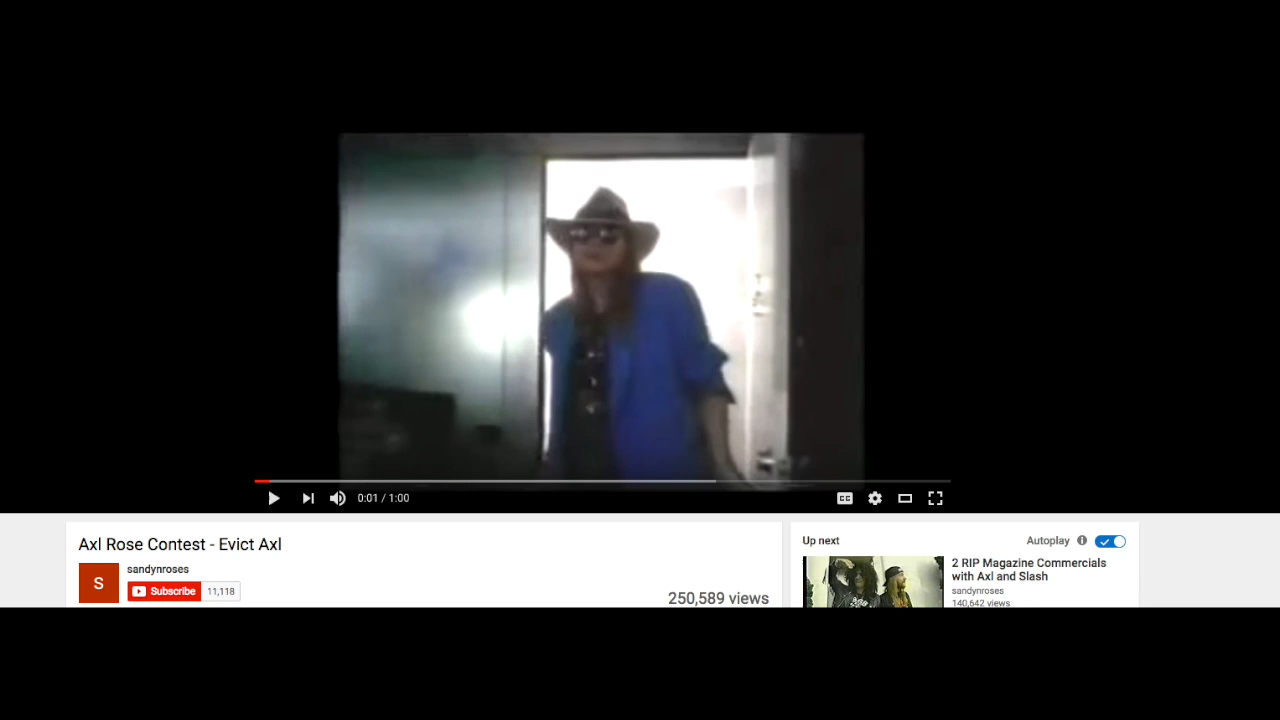 0:01 / 1:00
CC
Axl Rose Contest - Evict Axl
S
sandynroses
Subscribe 11,118
250,589 views
Up next
Autoplay
2 RIP Magazine Commercials
with Axl and Slash
sandynroses
140,642 views